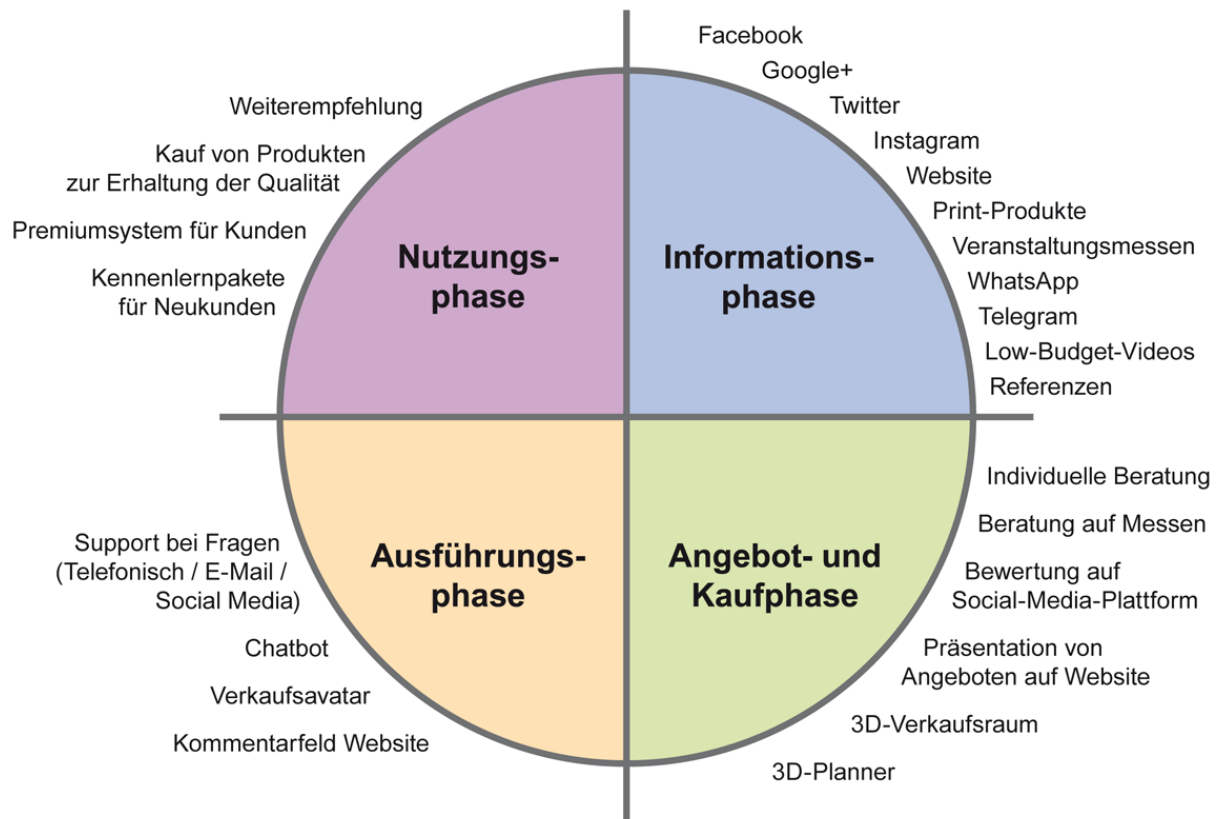 Facebook
Google+
Twitter
Instagram
Website
Print-Produkte
Veranstaltungsmessen
WhatsApp
Telegram
Low-Budget-Videos
Referenzen
Informations-
phase
Individuelle Beratung
Beratung auf Messen
Bewertung auf
Social-Media-Plattform
Präsentation von
Angeboten auf Website
3D-Verkaufsraum
3D-Planner
Angebot- und
Kaufphase
Support bei Fragen
(Telefonisch / E-Mail /
Social Media)
Chatbot
Verkaufsavatar
Kommentarfeld Website
Ausführungs-
phase
Weiterempfehlung
Kauf von Produkten
zur Erhaltung der Qualität
Premiumsystem für Kunden
Kennenlernpakete
für Neukunden
Nutzungs-
phase